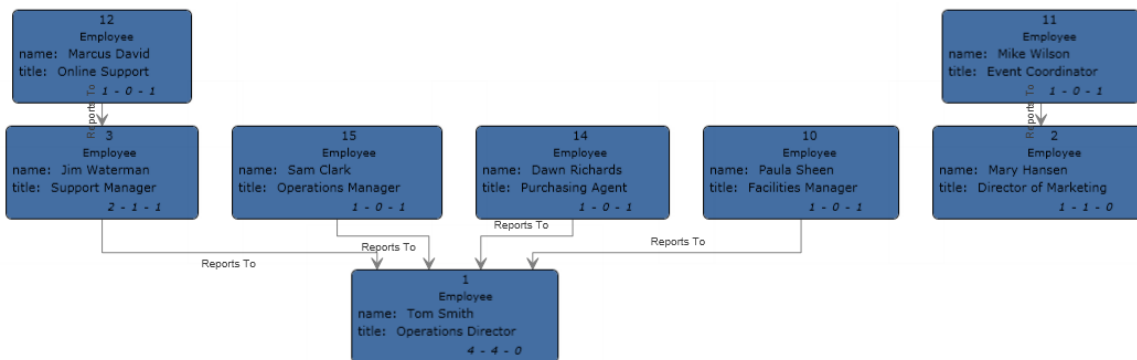 12
Employee
name: Marcus David
title: Online Support
1 - 0 - 1
11
Employee
name: Mike Wilson
title: Event Coordinator
1 - 0 - 1
Reports To
Reports To
3
Employee
name: Jim Waterman
title: Support Manager
2 - 1 - 1
15
Employee
name: Sam Clark
title: Operations Manager
1 - 0 - 1
14
Employee
name: Dawn Richards
title: Purchasing Agent
1 - 0 - 1
10
Employee
name: Paula Sheen
title: Facilities Manager
1 - 0 - 1
2
Employee
name: Mary Hansen
title: Director of Marketing
1 - 1 - 0
Reports To
Reports To
Reports To
Reports To
1
Employee
name: Tom Smith
title: Operations Director
4 - 4 - 0